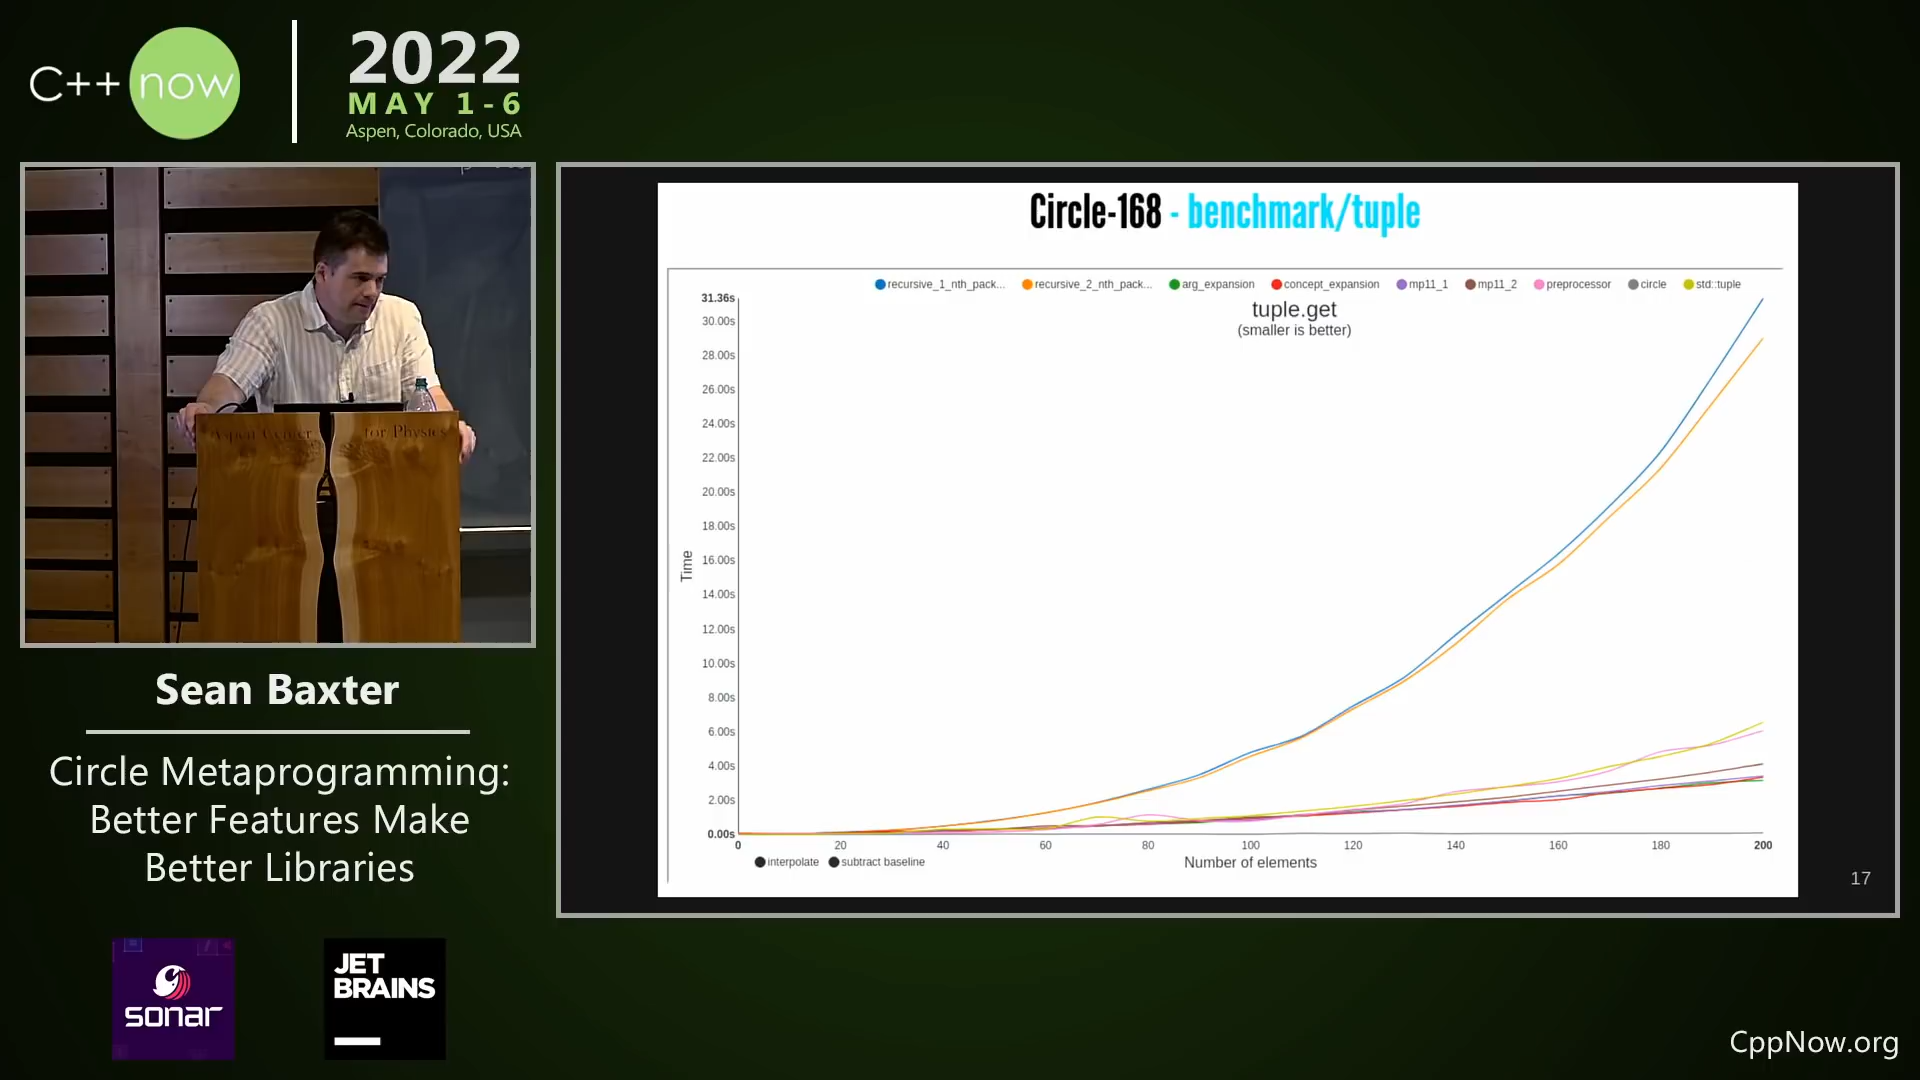 C++ now
2022
MAY 1-6
Aspen, Colorado, USA
Aspen Center for Physics
Sean Baxter
Circle Metaprogramming:
Better Features Make
Better Libraries
sonar
JET
BRAINS
Circle-168 - benchmark/tuple
recursive_1_nth_pack... recursive_2_nth_pack... arg_expansion concept_expansion mp11_1 mp11_2 preprocessor circle std::tuple
tuple.get
(smaller is better)
31.36s
30.00s
28.00s
26.00s
24.00s
22.00s
20.00s
18.00s
16.00s
14.00s
12.00s
10.00s
8.00s
6.00s
4.00s
2.00s
0.00s
Time
0 20 40 60 80 100 120 140 160 180 200
interpolate subtract baseline
Number of elements
17
CppNow.org